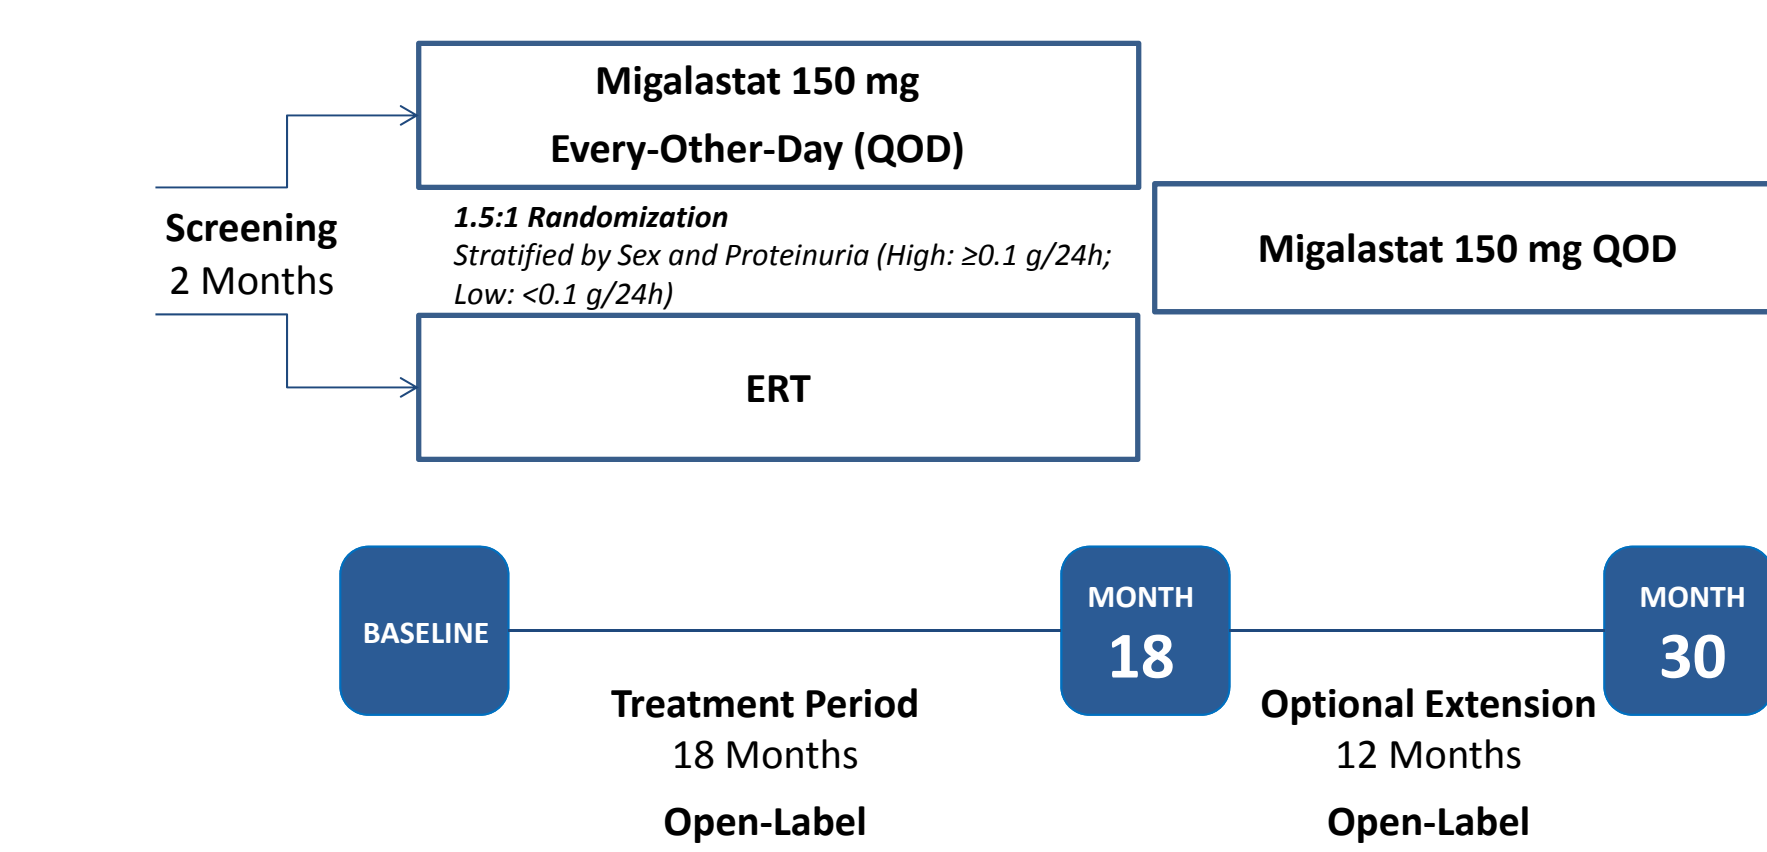 Migalastat 150 mg
Every-Other-Day (QOD)
Screening
2 Months
1.5:1 Randomization
Stratified by Sex and Proteinuria (High: ≥0.1 g/24h;
Low: <0.1 g/24h)
Migalastat 150 mg QOD
ERT
BASELINE
MONTH
18
MONTH
30
Treatment Period
18 Months
Open-Label
Optional Extension
12 Months
Open-Label